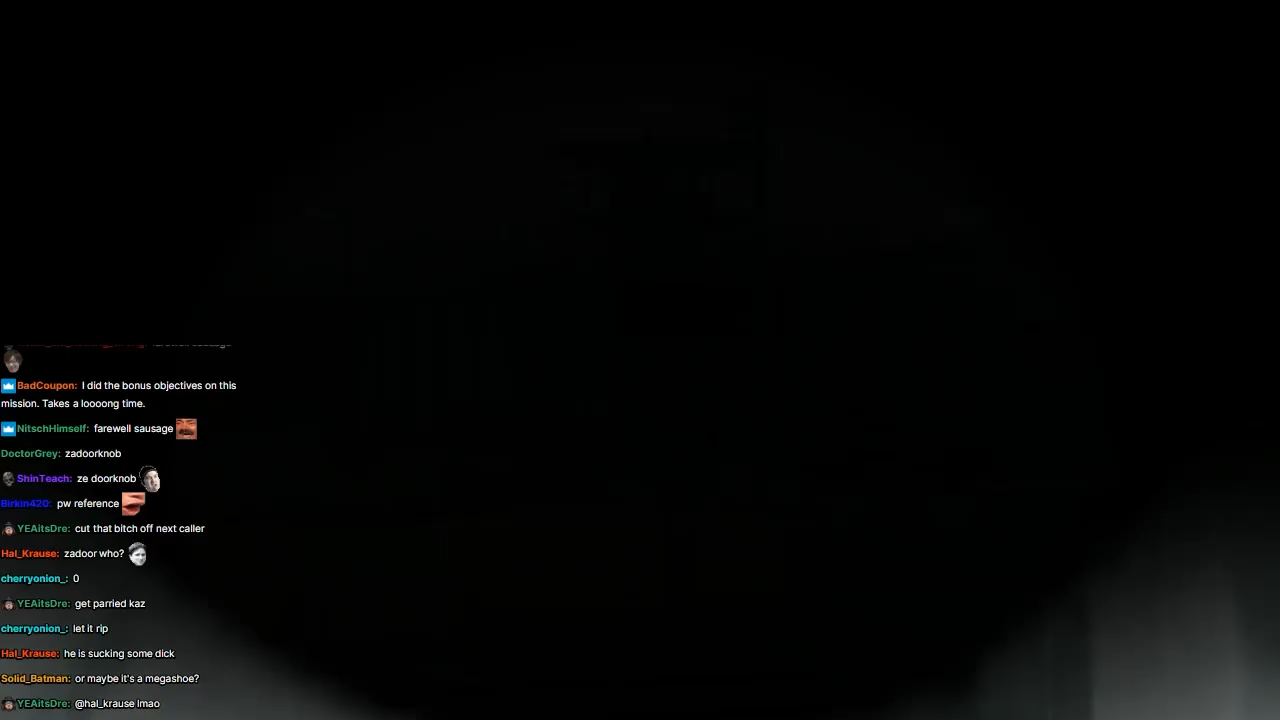 BadCoupon: I did the bonus objectives on this
mission. Takes a loooong time.
NitschHimself: farewell sausage
DoctorGrey: zadoorknob
ShinTeach: ze doorknob
Birkin420: pw reference
YEAitsDre: cut that bitch off next caller
Hal_Krause: zadoor who?
cherryonion_: 0
YEAitsDre: get parried kaz
cherryonion_: let it rip
Hal_Krause: he is sucking some dick
Solid_Batman: or maybe it's a megashoe?
YEAitsDre: @hal_krause lmao